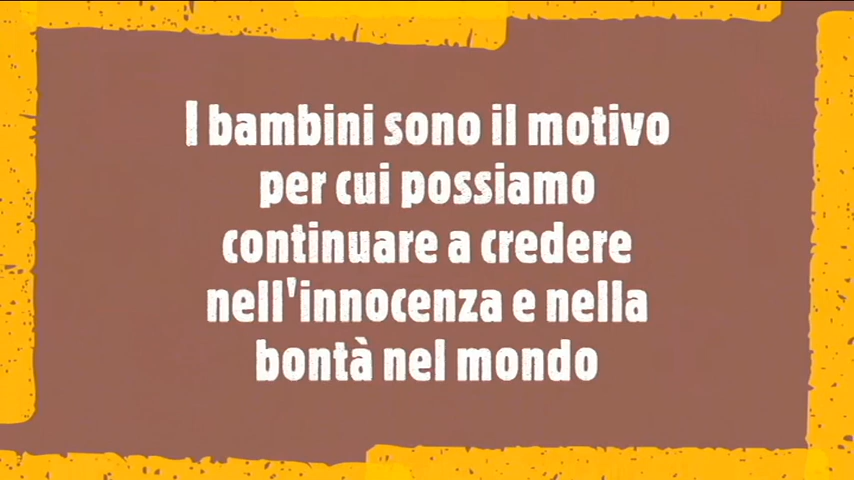 I bambini sono il motivo
per cui possiamo
continuare a credere
nell'innocenza e nella
bontà nel mondo